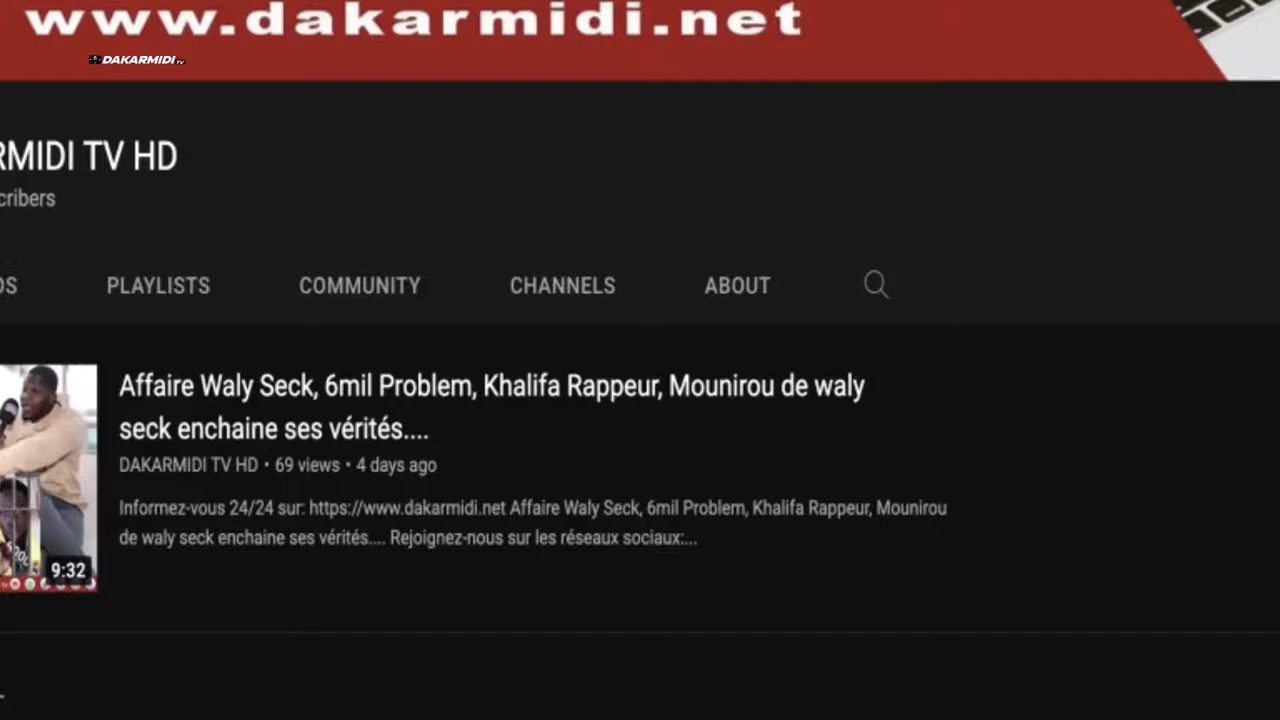 www.dakarmidi.net
DAKARMIDI TV
RMIDI TV HD
cribers
OS
PLAYLISTS
COMMUNITY
CHANNELS
ABOUT
Affaire Waly Seck, 6mil Problem, Khalifa Rappeur, Mounirou de waly
seck enchaine ses vérités....
DAKARMIDI TV HD • 69 views • 4 days ago
Informez-vous 24/24 sur: https://www.dakarmidi.net Affaire Waly Seck, 6mil Problem, Khalifa Rappeur, Mounirou
de waly seck enchaine ses vérités.... Rejoignez-nous sur les réseaux sociaux:...
9:32